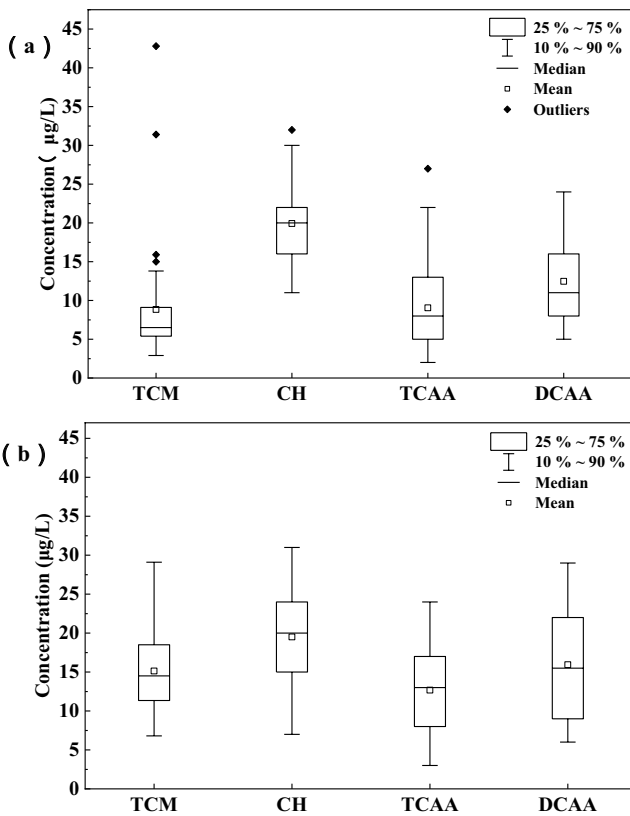 (a)
Concentration( μg/L)
45
40
35
30
25
20
15
10
5
0
TCM CH TCAA DCAA
25 % ~ 75 %
10 % ~ 90 %
Median
Mean
Outliers
(b)
Concentration (μg/L)
45
40
35
30
25
20
15
10
5
0
TCM CH TCAA DCAA
25 % ~ 75 %
10 % ~ 90 %
Median
Mean